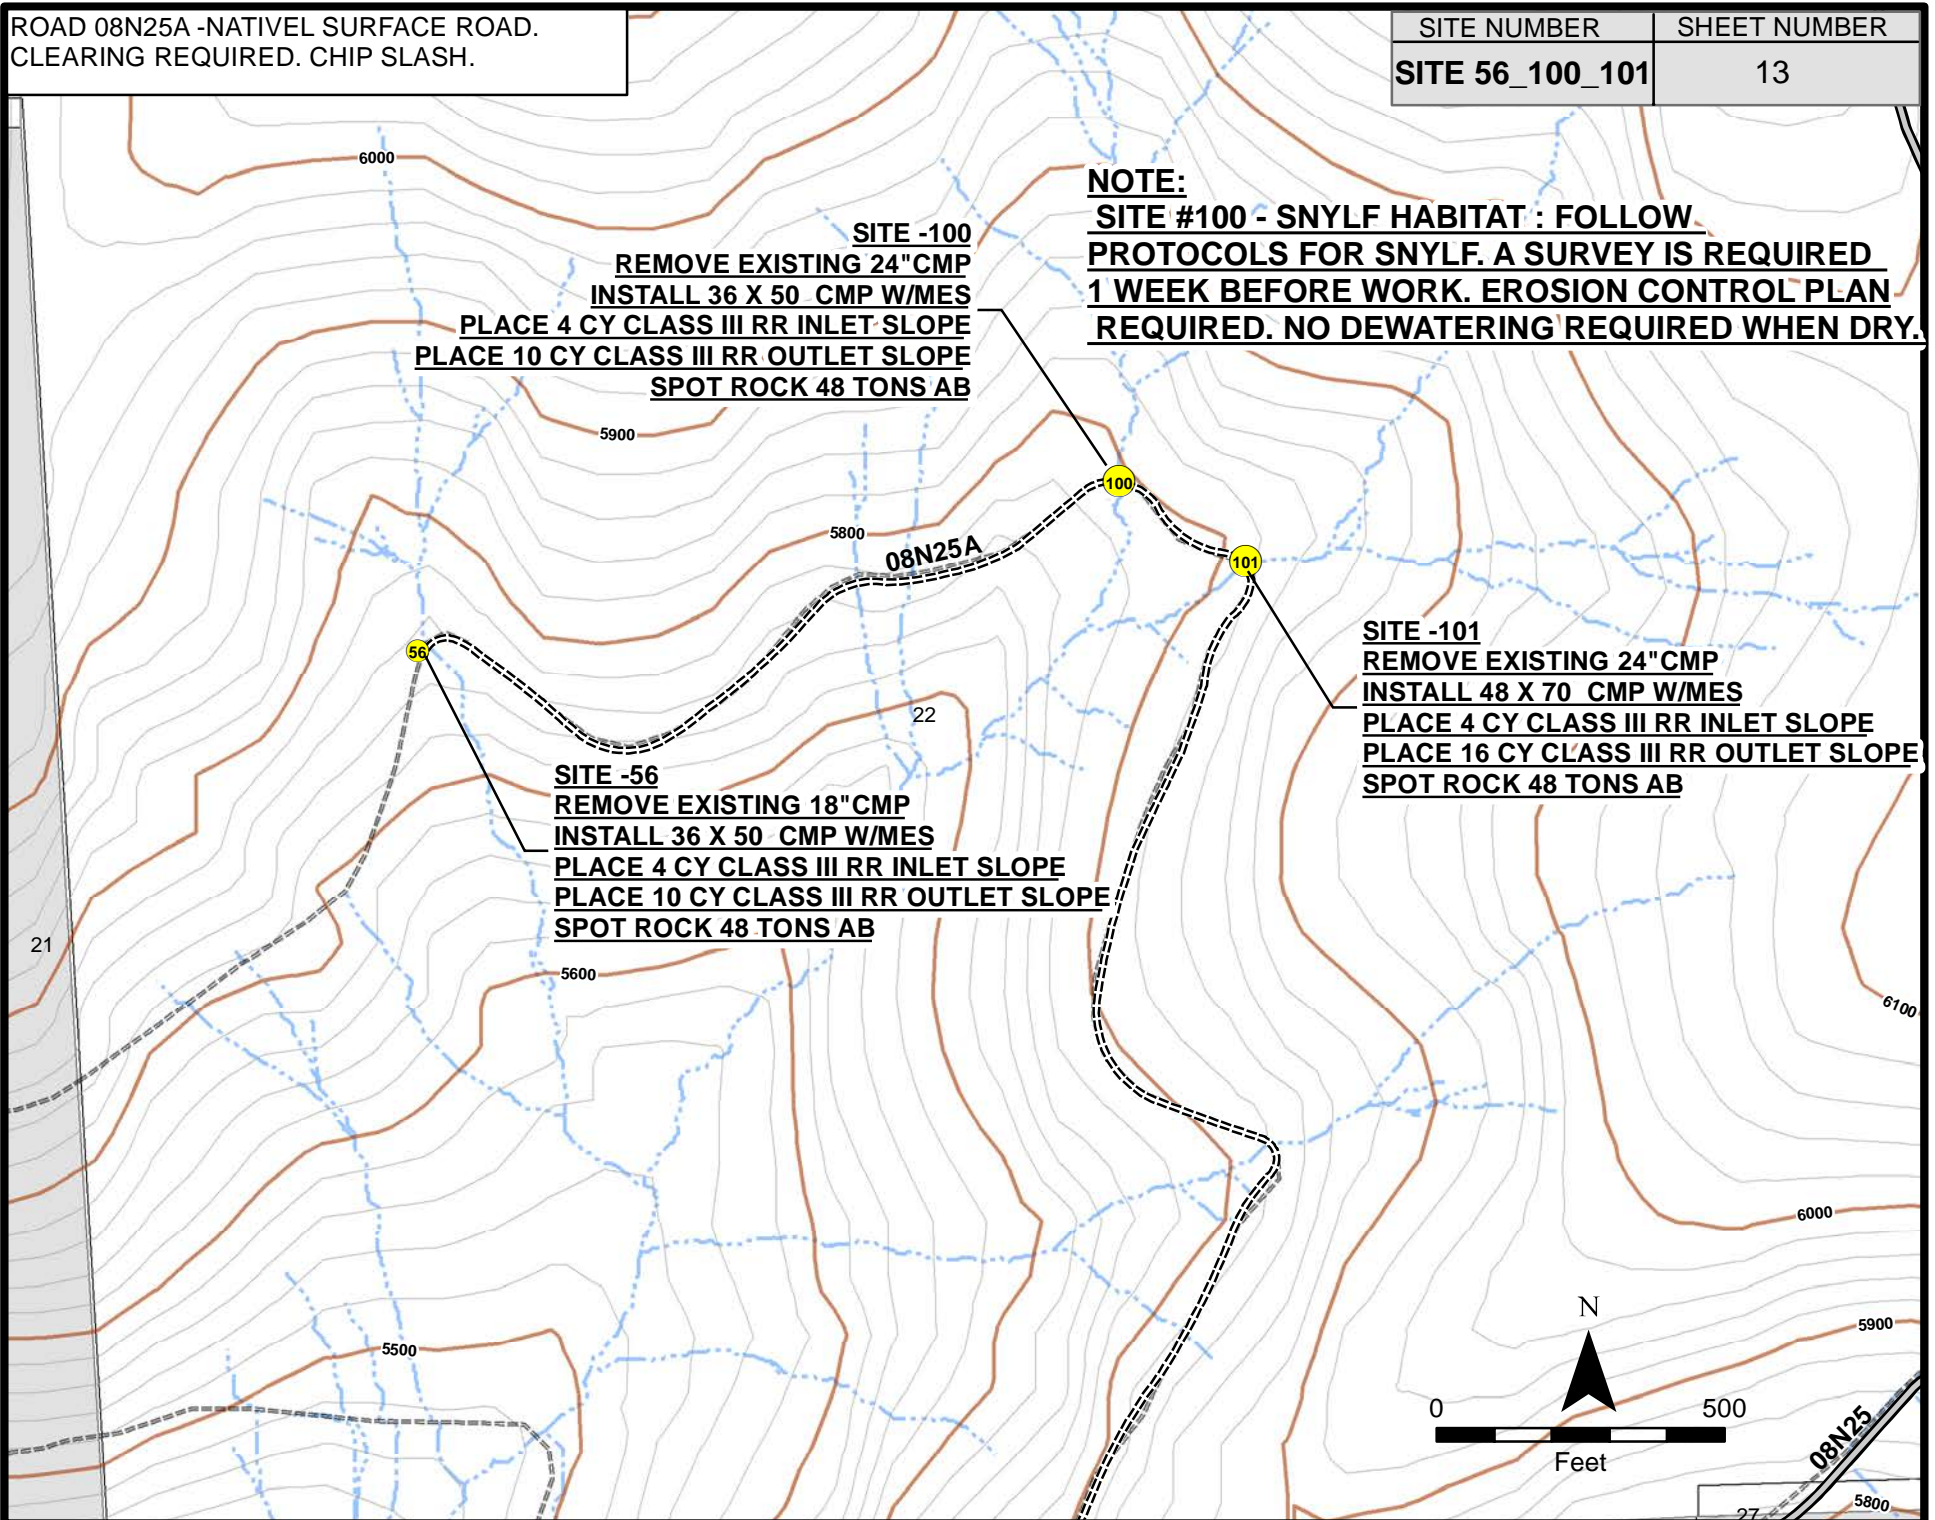 ROAD 08N25A -NATIVEL SURFACE ROAD.
CLEARING REQUIRED. CHIP SLASH.
SITE NUMBER
SHEET NUMBER
SITE 56_100_101
13
6000
NOTE:
SITE #100 - SNYLF HABITAT : FOLLOW
PROTOCOLS FOR SNYLF. A SURVEY IS REQUIRED
1 WEEK BEFORE WORK. EROSION CONTROL PLAN
REQUIRED. NO DEWATERING REQUIRED WHEN DRY.
SITE -100
REMOVE EXISTING 24"CMP
INSTALL 36 X 50 CMP W/MES
PLACE 4 CY CLASS III RR INLET SLOPE
PLACE 10 CY CLASS III RR OUTLET SLOPE
SPOT ROCK 48 TONS AB
5900
100
5800
08N25A
101
56
SITE -101
REMOVE EXISTING 24"CMP
INSTALL 48 X 70 CMP W/MES
PLACE 4 CY CLASS III RR INLET SLOPE
PLACE 16 CY CLASS III RR OUTLET SLOPE
SPOT ROCK 48 TONS AB
22
SITE -56
REMOVE EXISTING 18"CMP
INSTALL 36 X 50 CMP W/MES
PLACE 4 CY CLASS III RR INLET SLOPE
PLACE 10 CY CLASS III RR OUTLET SLOPE
SPOT ROCK 48 TONS AB
21
5600
6100
6000
N
5900
5500
0
500
Feet
08N25
5800
27